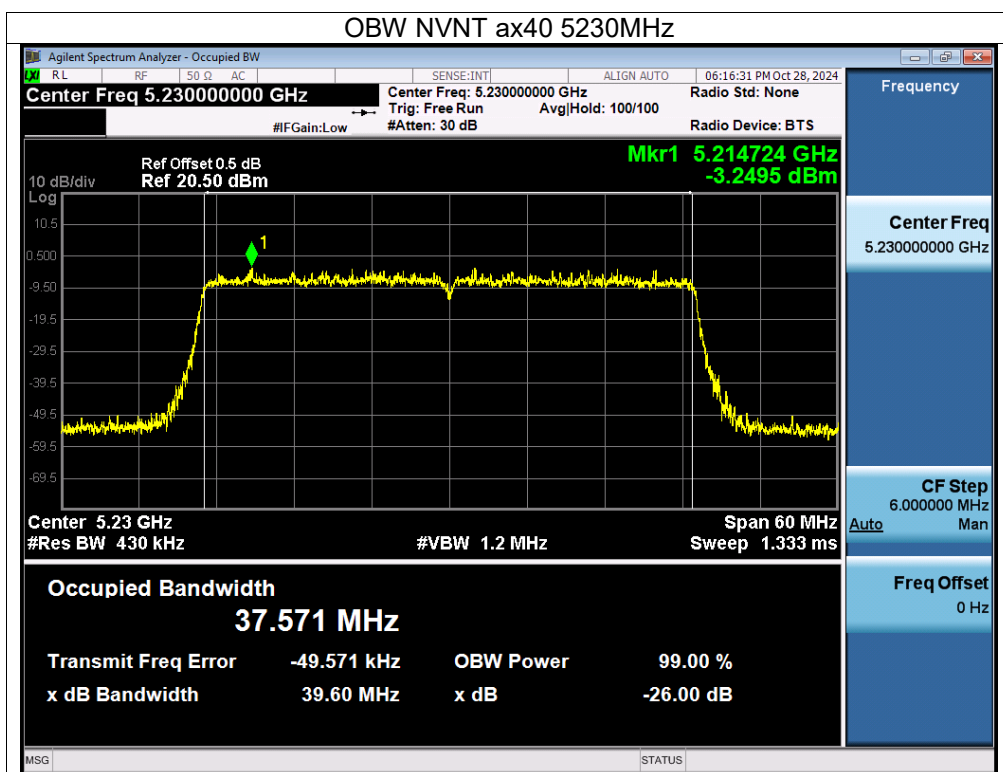 OBW NVNT ax40 5230MHz
Agilent Spectrum Analyzer - Occupied BW
LXI RL RF 50 Ω AC SENSE:INT ALIGN AUTO 06:16:31 PM Oct 28, 2024
Center Freq 5.230000000 GHz Center Freq: 5.230000000 GHz Radio Std: None
Trig: Free Run Avg|Hold: 100/100
#IFGain:Low #Atten: 30 dB Radio Device: BTS
Frequency
Mkr1 5.214724 GHz
-3.2495 dBm
Ref Offset 0.5 dB
10 dB/div Ref 20.50 dBm
Log
10.5
0.500
-9.50
-19.5
-29.5
-39.5
-49.5
-59.5
-69.5
1
Center 5.23 GHz Span 60 MHz
#Res BW 430 kHz #VBW 1.2 MHz Sweep 1.333 ms
Center Freq
5.230000000 GHz
CF Step
6.000000 MHz
Auto Man
Freq Offset
0 Hz
Occupied Bandwidth
37.571 MHz
Transmit Freq Error -49.571 kHz OBW Power 99.00 %
x dB Bandwidth 39.60 MHz x dB -26.00 dB
MSG STATUS